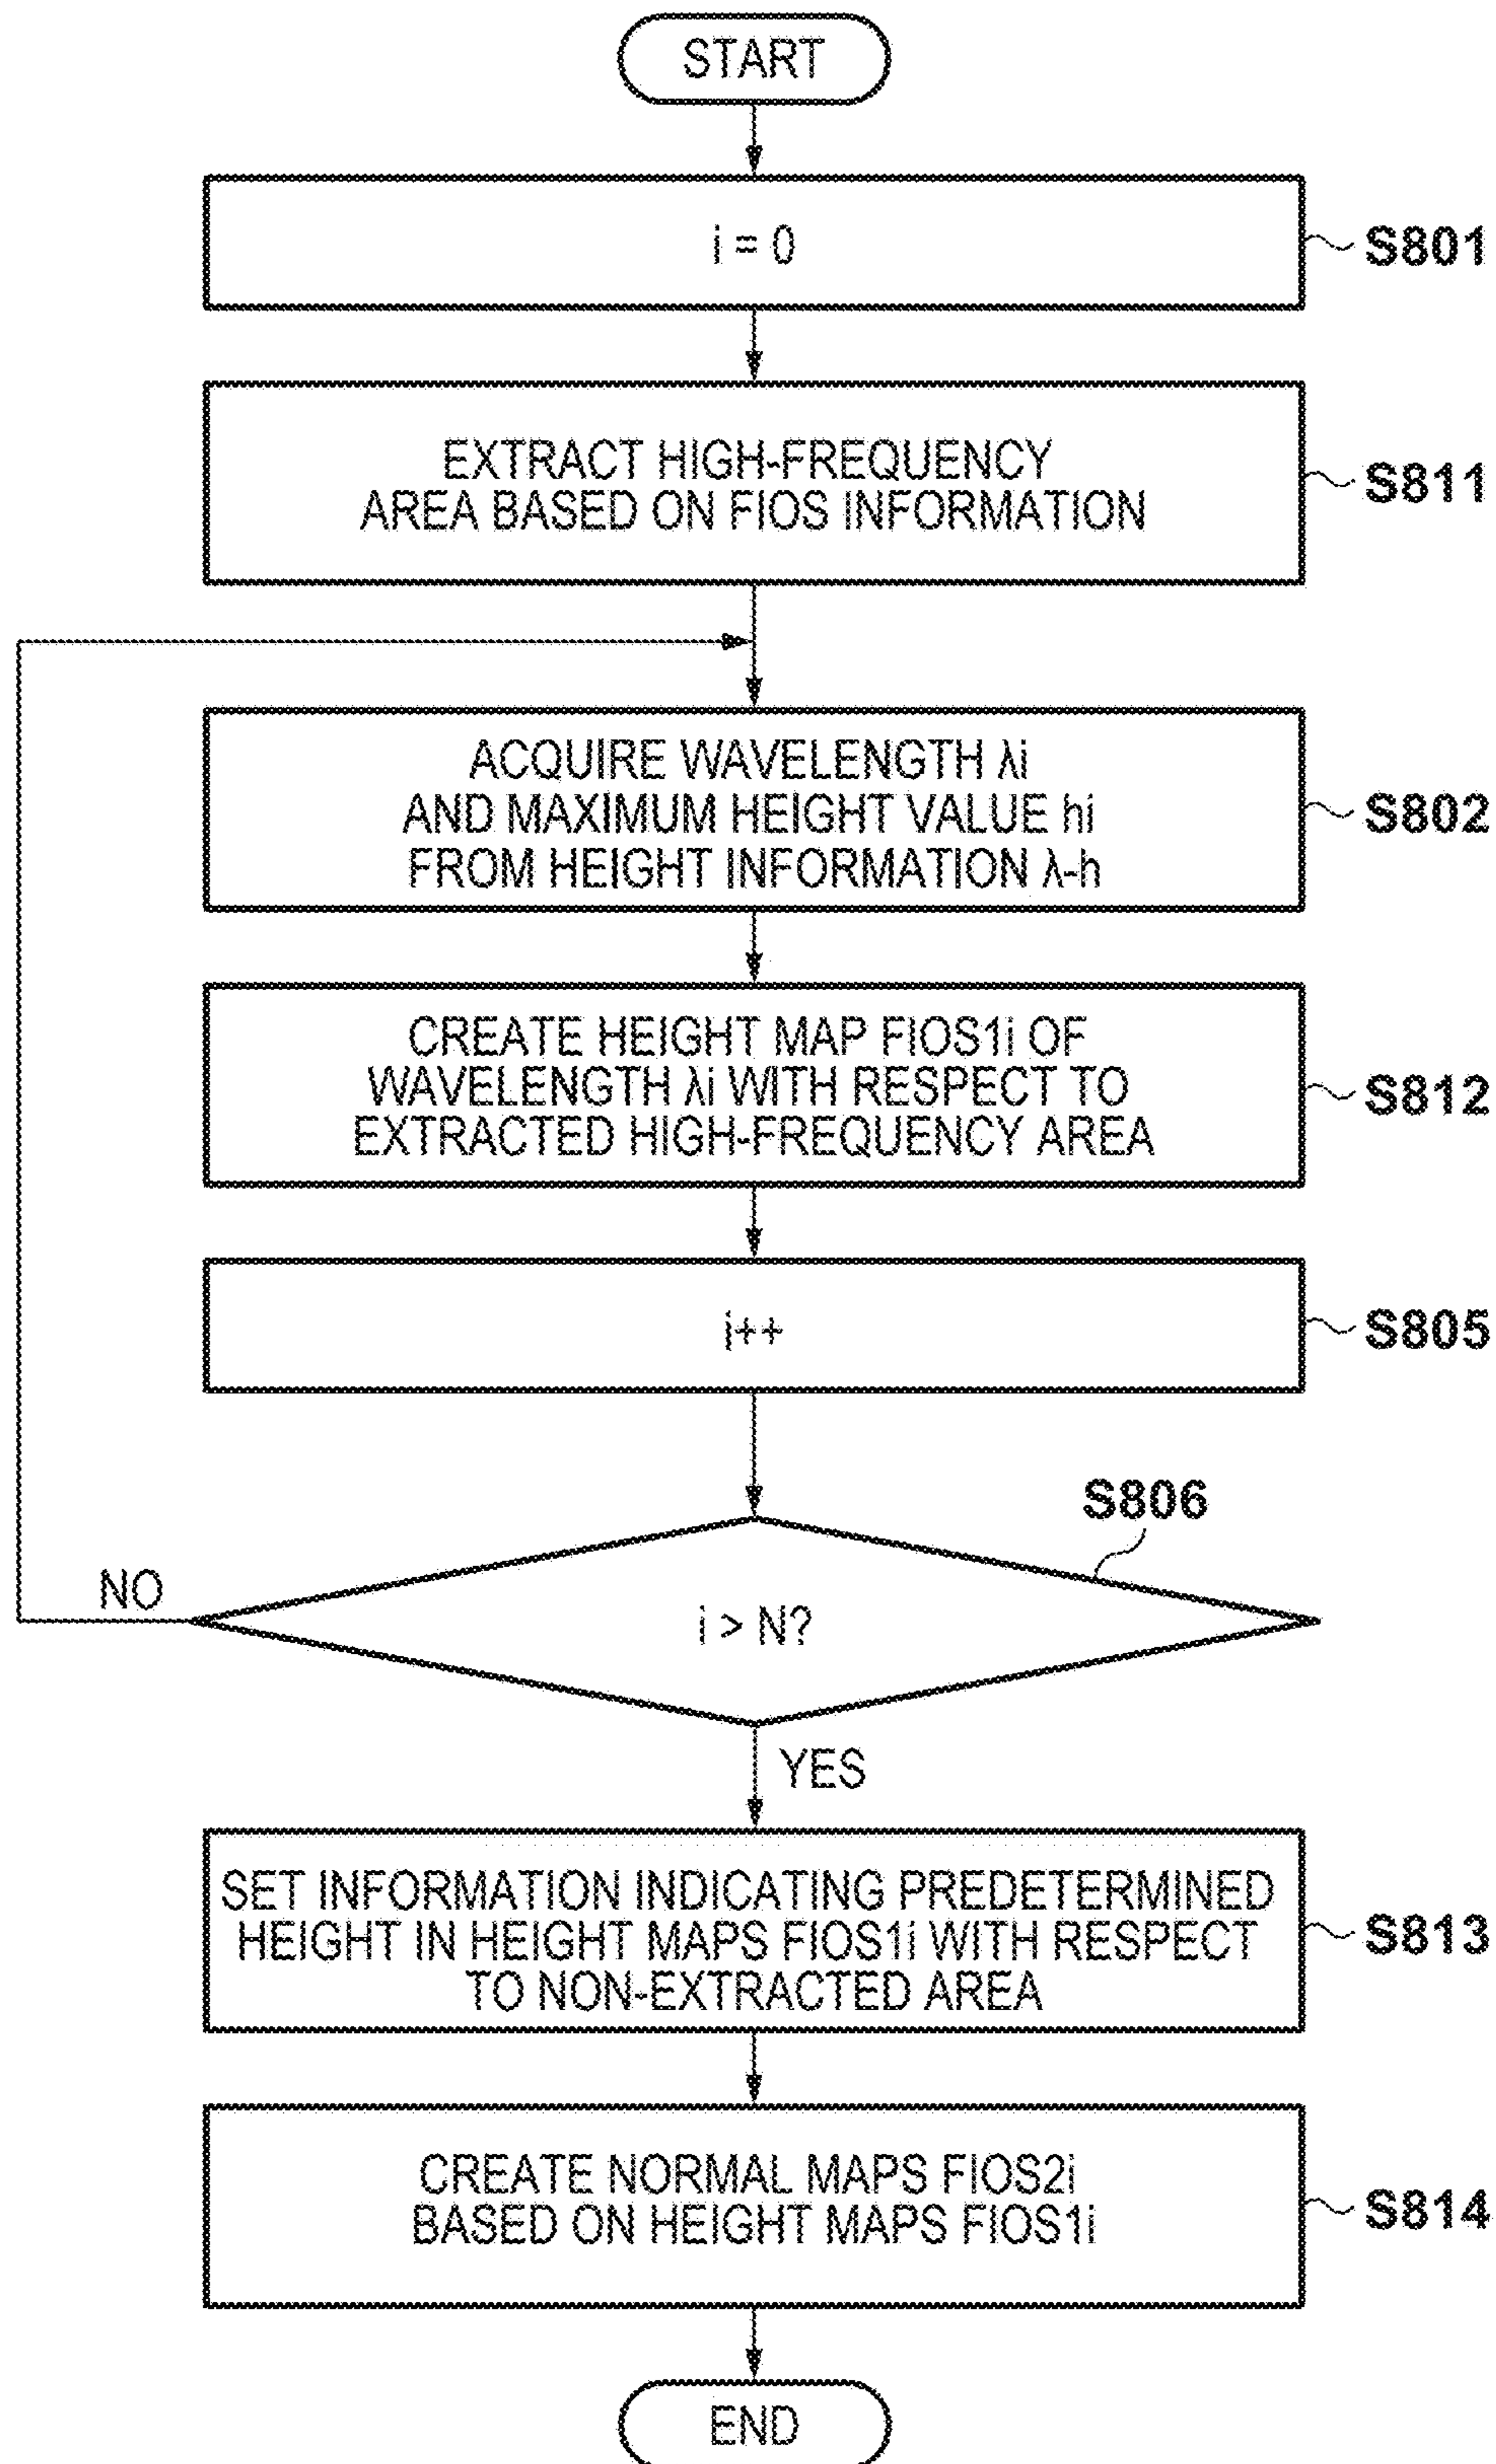 START
i = 0
S801
EXTRACT HIGH-FREQUENCY
AREA BASED ON FIOS INFORMATION
S811
ACQUIRE WAVELENGTH λi
AND MAXIMUM HEIGHT VALUE hi
FROM HEIGHT INFORMATION λ-h
S802
CREATE HEIGHT MAP FIOS1i OF
WAVELENGTH λi WITH RESPECT TO
EXTRACTED HIGH-FREQUENCY AREA
S812
i++
S805
S806
NO
i > N?
YES
SET INFORMATION INDICATING PREDETERMINED
HEIGHT IN HEIGHT MAPS FIOS1i WITH RESPECT
TO NON-EXTRACTED AREA
S813
CREATE NORMAL MAPS FIOS2i
BASED ON HEIGHT MAPS FIOS1i
S814
END